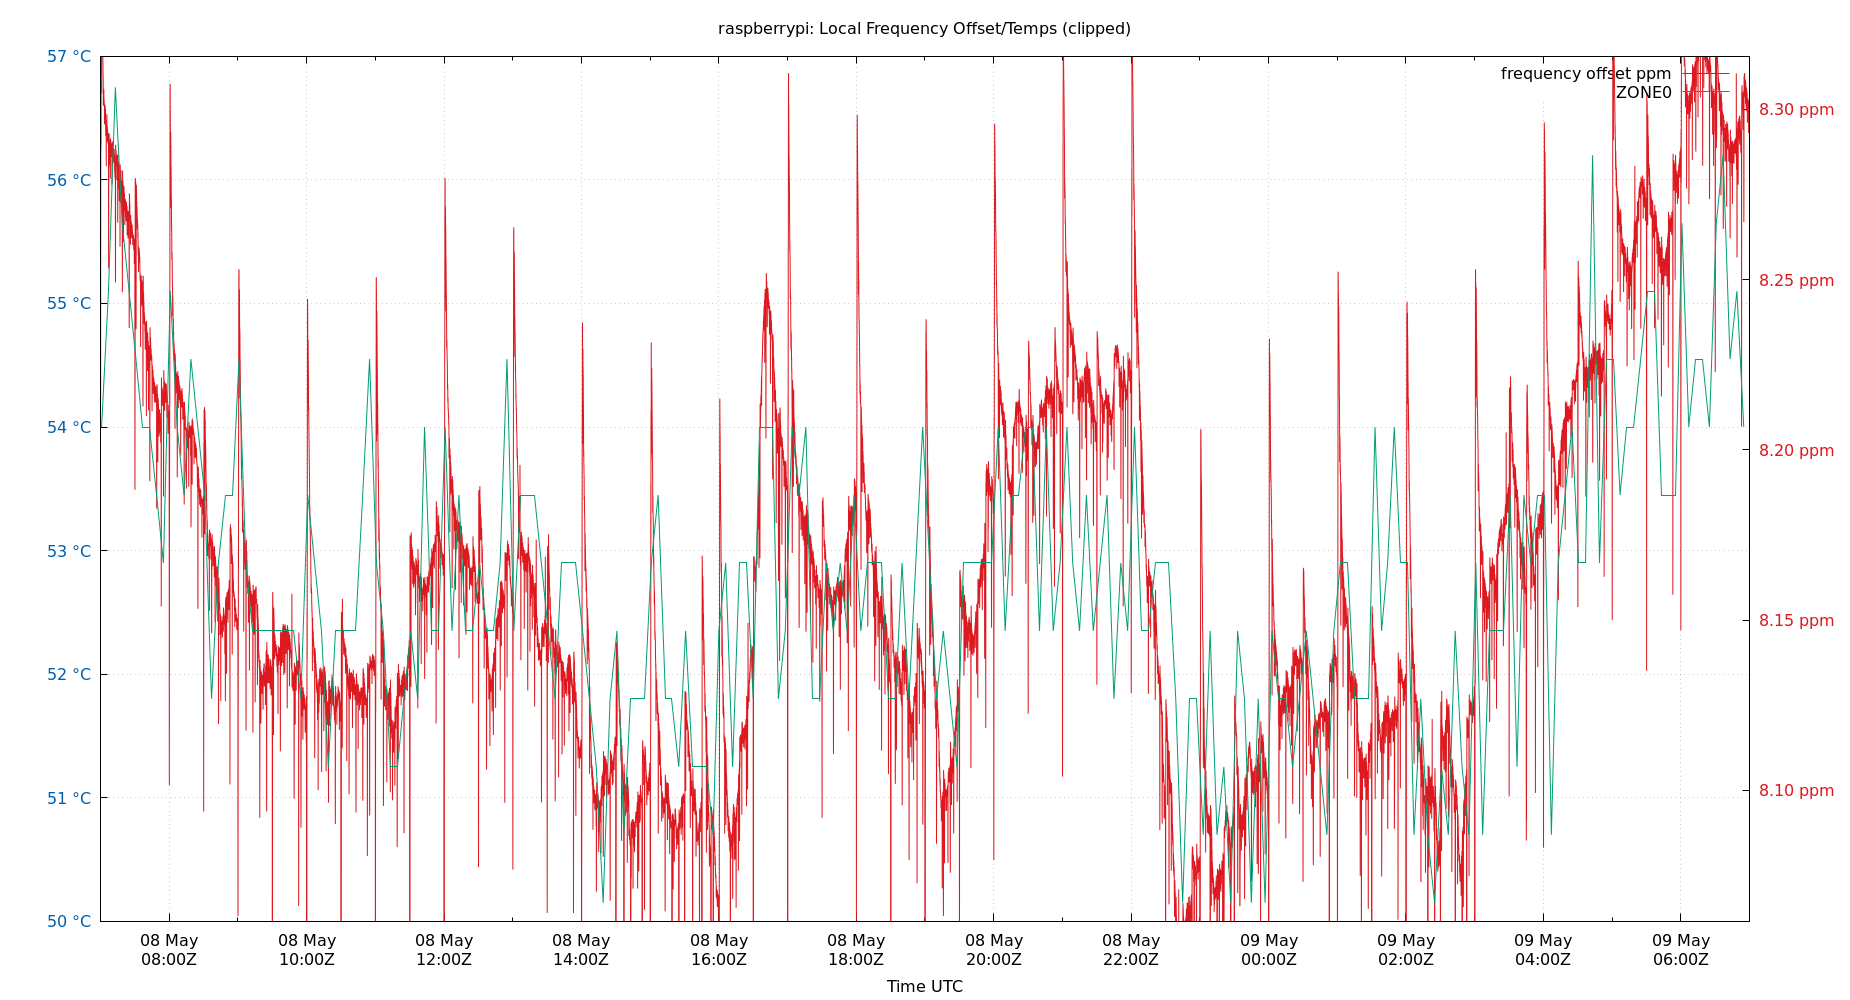 raspberrypi: Local Frequency Offset/Temps (clipped)
57 °C
56 °C
55 °C
54 °C
53 °C
52 °C
51 °C
50 °C
frequency offset ppm
ZONE0
8.30 ppm
8.25 ppm
8.20 ppm
8.15 ppm
8.10 ppm
08 May
08:00Z
08 May
10:00Z
08 May
12:00Z
08 May
14:00Z
08 May
16:00Z
08 May
18:00Z
08 May
20:00Z
08 May
22:00Z
09 May
00:00Z
09 May
02:00Z
09 May
04:00Z
09 May
06:00Z
Time UTC